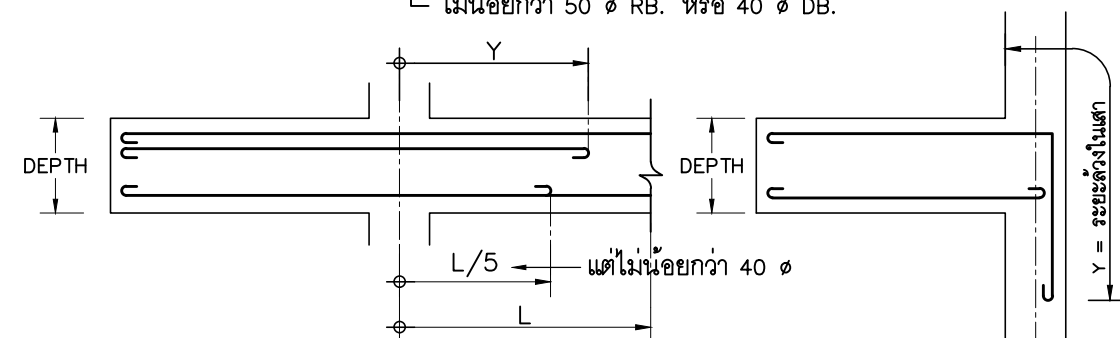 ไม่น้อยกว่า 50 ø RB. หรือ 40 ø DB.
Y
DEPTH
DEPTH
Y = ระยะล้วงในเสา
L/5
แต่ไม่น้อยกว่า 40 ø
L